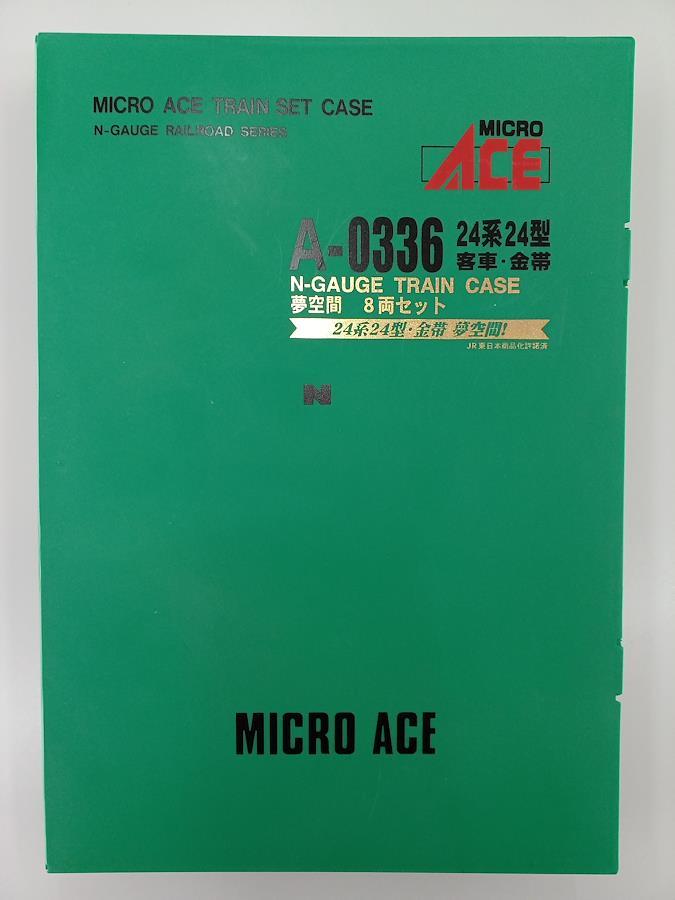 MICRO ACE TRAIN SET CASE
N-GAUGE RAILROAD SERIES
MICRO
ACE
A-0336 24系24型
客車・金帯
N-GAUGE TRAIN CASE
夢空間 8両セット
24系24型・金帯 夢空間!
JR東日本商品化許諾済
N
MICRO ACE